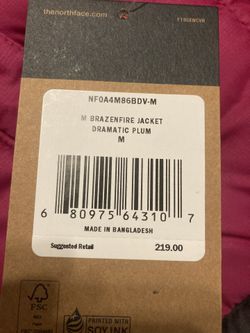 thenorthface.com
NF0A4M86BDV-M
M BRAZENFIRE JACKET
DRAMATIC PLUM
M
6 80975 64310 7
MADE IN BANGLADESH
Suggested Retail 219.00
FSC
PRINTED WITH
SOY INK